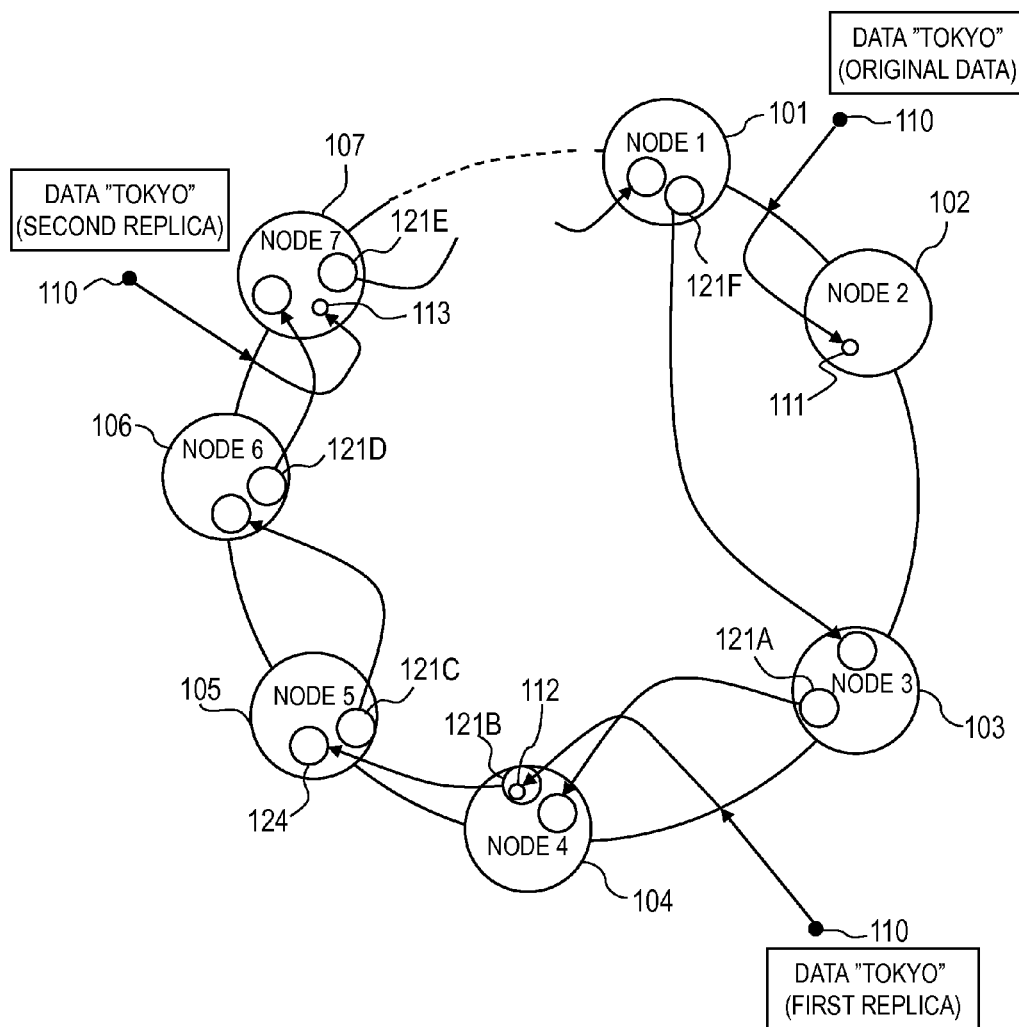 DATA "TOKYO"
(ORIGINAL DATA)
101
110
NODE 1
107
DATA "TOKYO"
(SECOND REPLICA)
102
121E
NODE 7
121F
NODE 2
110
113
111
106
NODE 6
121D
121A
121C
NODE 3
105
NODE 5
112
121B
103
124
NODE 4
104
110
DATA "TOKYO"
(FIRST REPLICA)